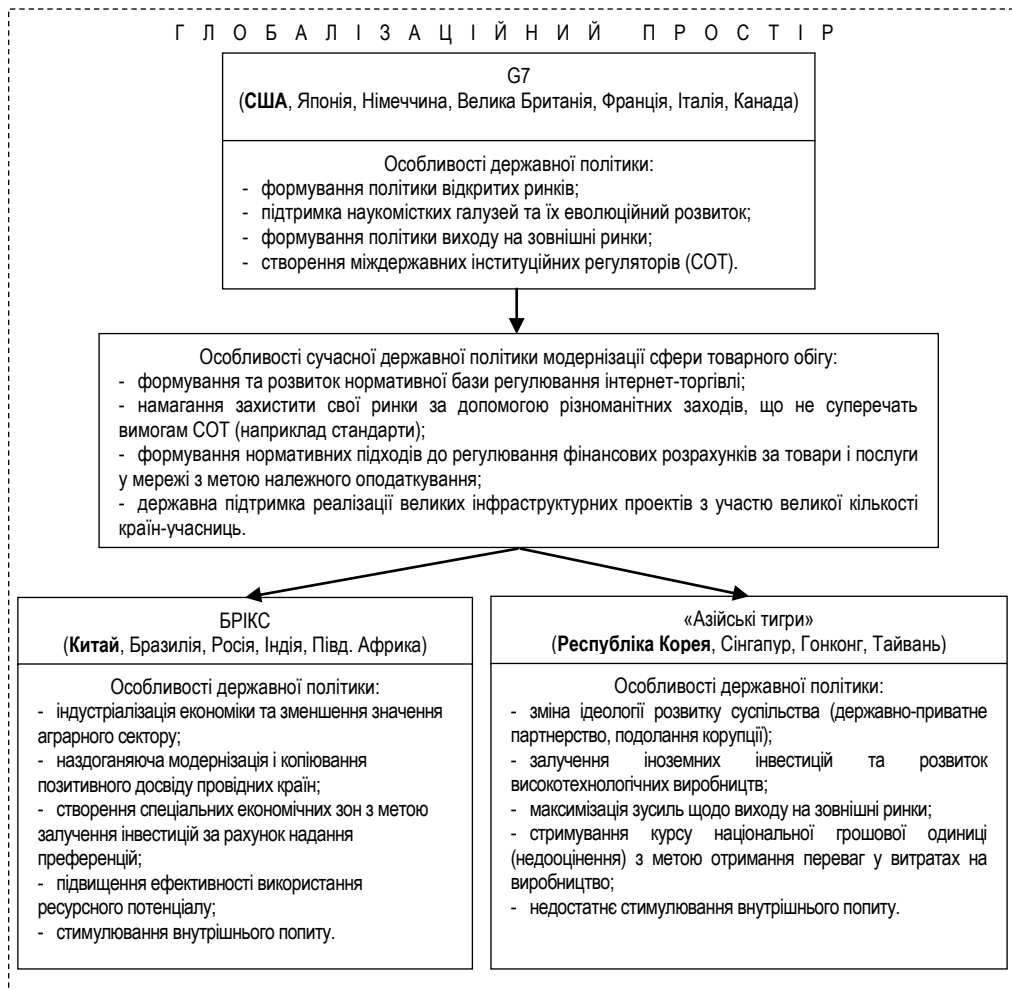 Г Л О Б А Л І З А Ц І Й Н И Й   П Р О С Т І Р
G7
(США, Японія, Німеччина, Велика Британія, Франція, Італія, Канада)
Особливості державної політики:
- формування політики відкритих ринків;
- підтримка наукомістких галузей та їх еволюційний розвиток;
- формування політики виходу на зовнішні ринки;
- створення міждержавних інституційних регуляторів (СОТ).
Особливості сучасної державної політики модернізації сфери товарного обігу:
- формування та розвиток нормативної бази регулювання інтернет-торгівлі;
- намагання захистити свої ринки за допомогою різноманітних заходів, що не суперечать
вимогам СОТ (наприклад стандарти);
- формування нормативних підходів до регулювання фінансових розрахунків за товари і послуги
у мережі з метою належного оподаткування;
- державна підтримка реалізації великих інфраструктурних проектів з участю великої кількості
країн-учасниць.
БРІКС
(Китай, Бразилія, Росія, Індія, Півд. Африка)
Особливості державної політики:
- індустріалізація економіки та зменшення значення
аграрного сектору;
- наздоганяюча модернізація і копіювання
позитивного досвіду провідних країн;
- створення спеціальних економічних зон з метою
залучення інвестицій за рахунок надання
преференцій;
- підвищення ефективності використання
ресурсного потенціалу;
- стимулювання внутрішнього попиту.
«Азійські тигри»
(Республіка Корея, Сінгапур, Гонконг, Тайвань)
Особливості державної політики:
- зміна ідеології розвитку суспільства (державно-приватне
партнерство, подолання корупції);
- залучення іноземних інвестицій та розвиток
високотехнологічних виробництв;
- максимізація зусиль щодо виходу на зовнішні ринки;
- стримування курсу національної грошової одиниці
(недооцінення) з метою отримання переваг у витратах на
виробництво;
- недостатнє стимулювання внутрішнього попиту.